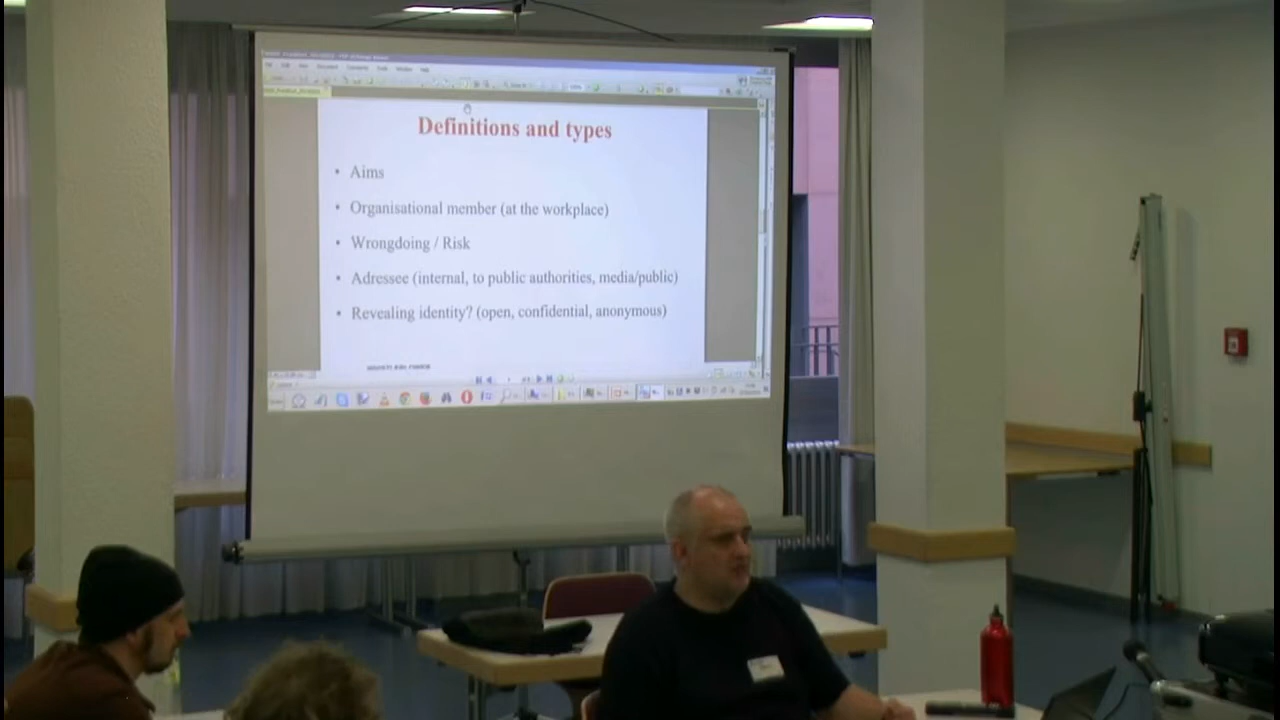 Definitions and types
• Aims
• Organisational member (at the workplace)
• Wrongdoing / Risk
• Adressee (internal, to public authorities, media/public)
• Revealing identity? (open, confidential, anonymous)